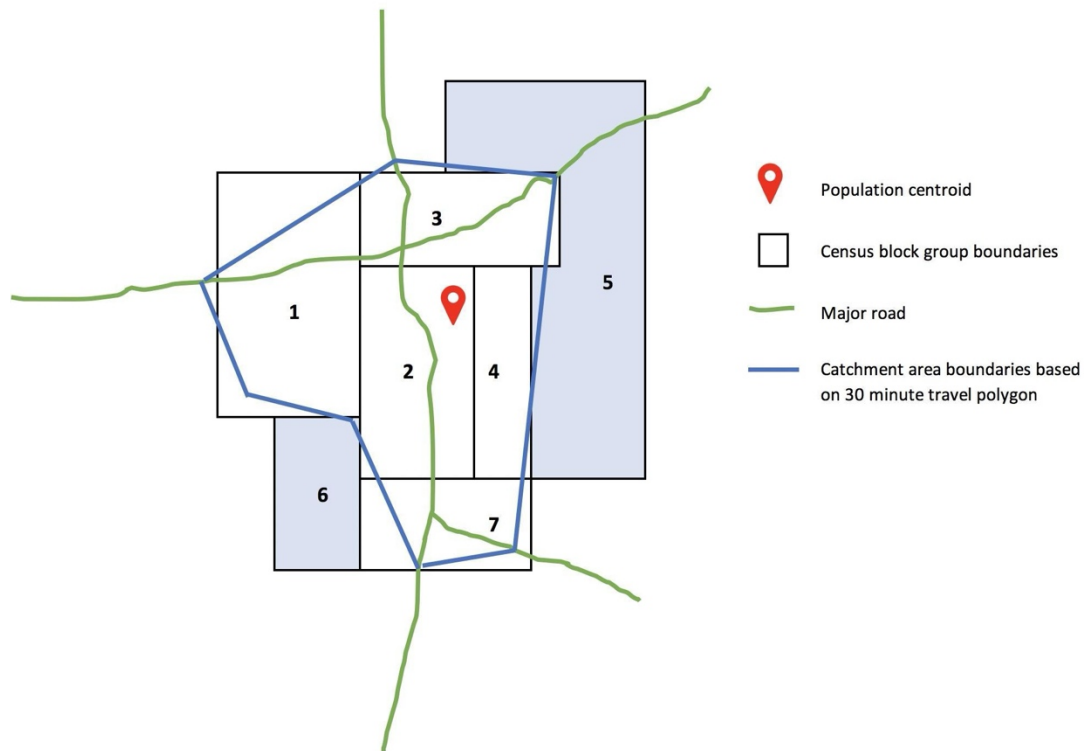 3
5
1
2
4
6
7
Population centroid
Census block group boundaries
Major road
Catchment area boundaries based
on 30 minute travel polygon